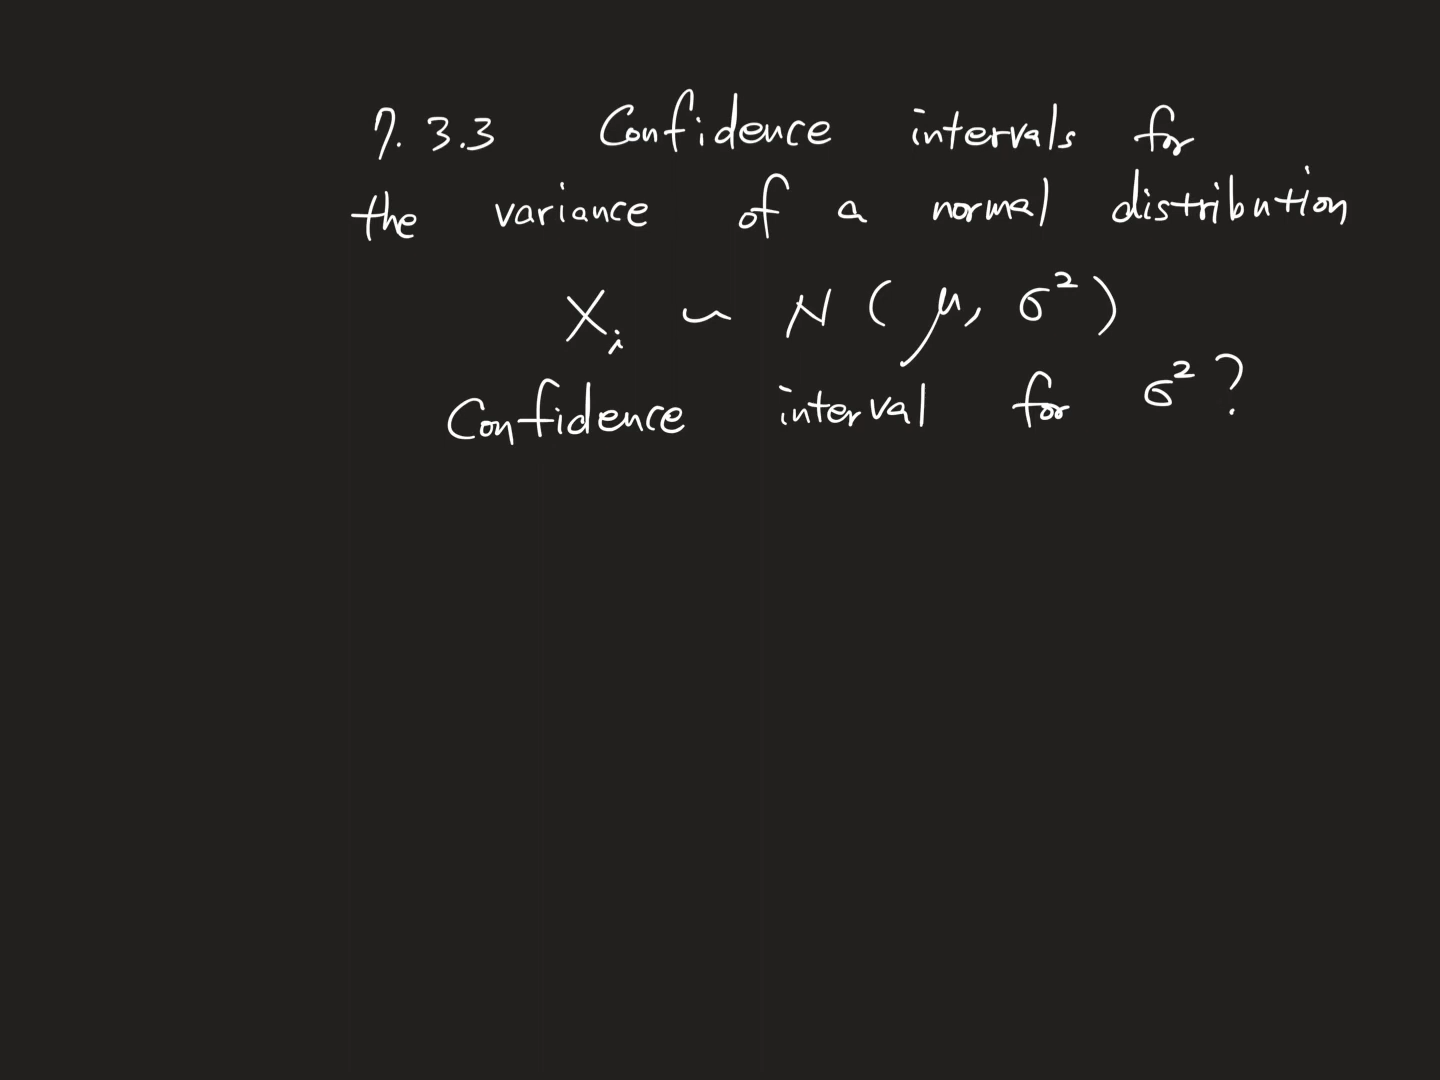 7.3.3 Confidence intervals for
the variance of a normal distribution
Xᵢ ~ N(μ, σ²)
Confidence interval for σ²?